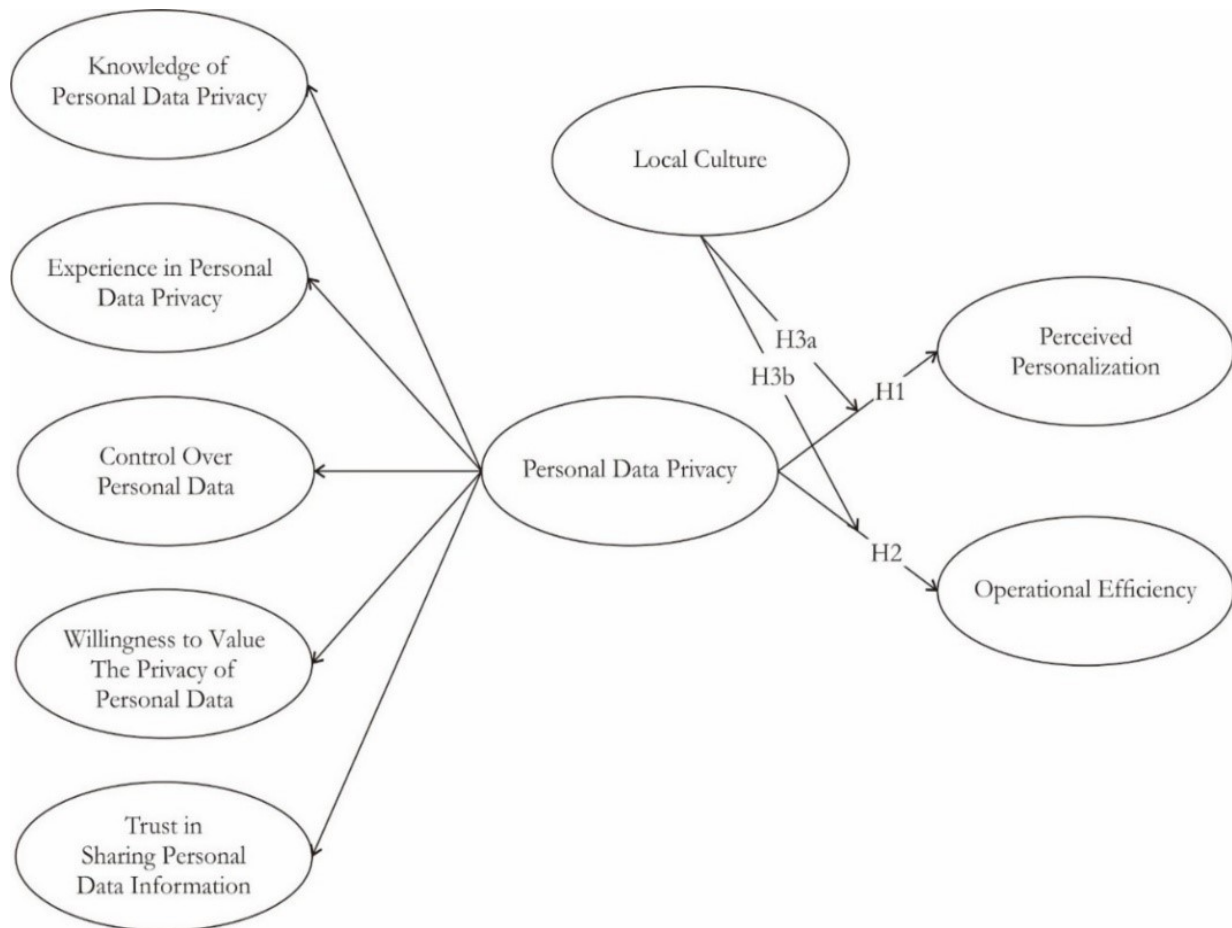 Knowledge of
Personal Data Privacy
Local Culture
Experience in Personal
Data Privacy
H3a
Perceived
Personalization
H3b
H1
Control Over
Personal Data
Personal Data Privacy
H2
Operational Efficiency
Willingness to Value
The Privacy of
Personal Data
Trust in
Sharing Personal
Data Information